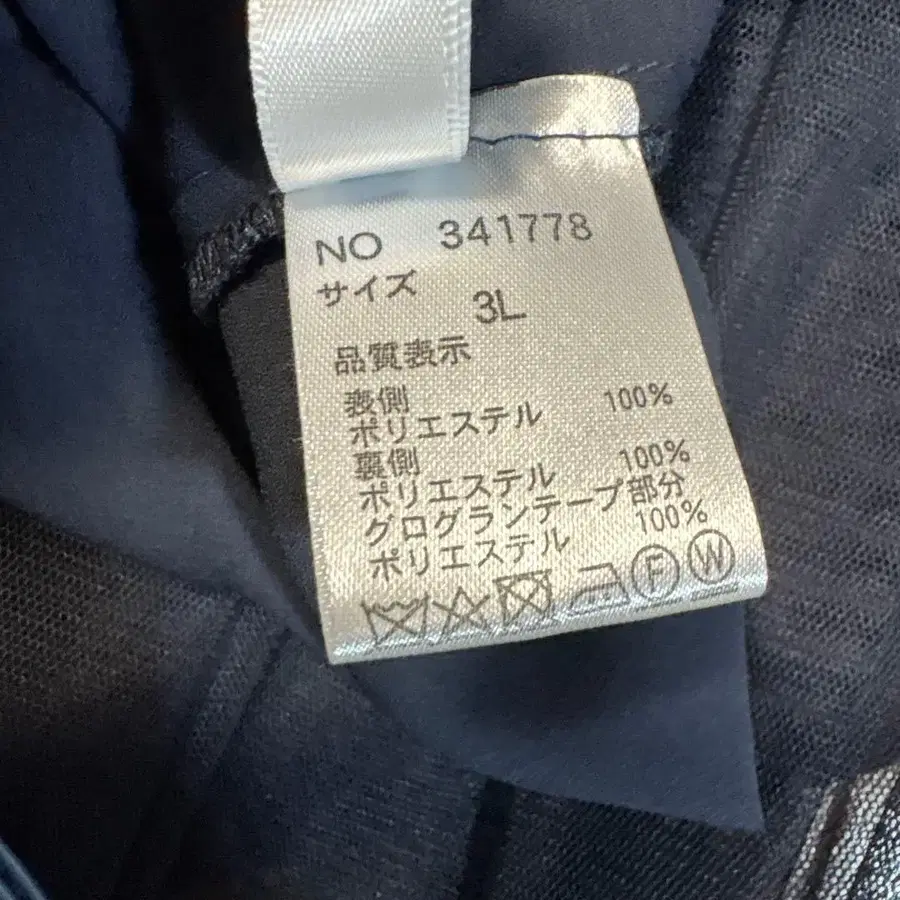 NO 341778
サイズ
3L
品質表示
表側
ポリエステル 100%
裏側
ポリエステル 100%
グログランテープ部分
ポリエステル 100%
F W